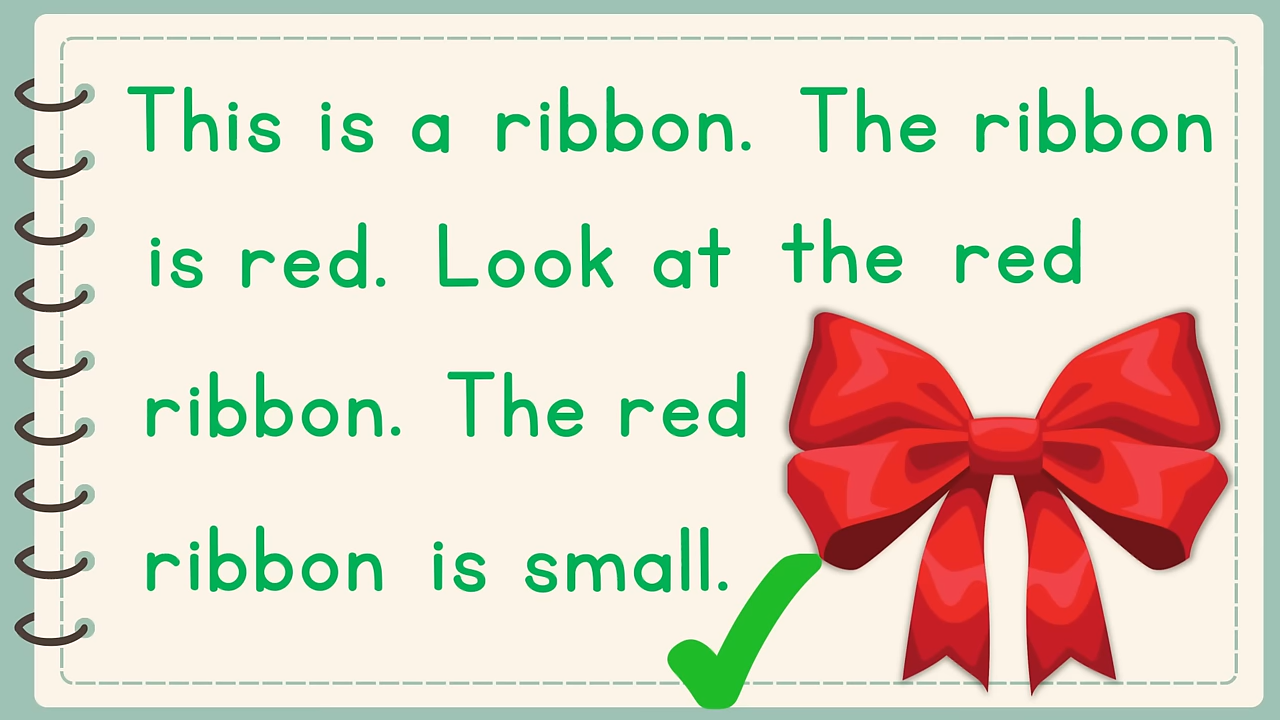 This is a ribbon. The ribbon
is red. Look at the red
ribbon. The red
ribbon is small.